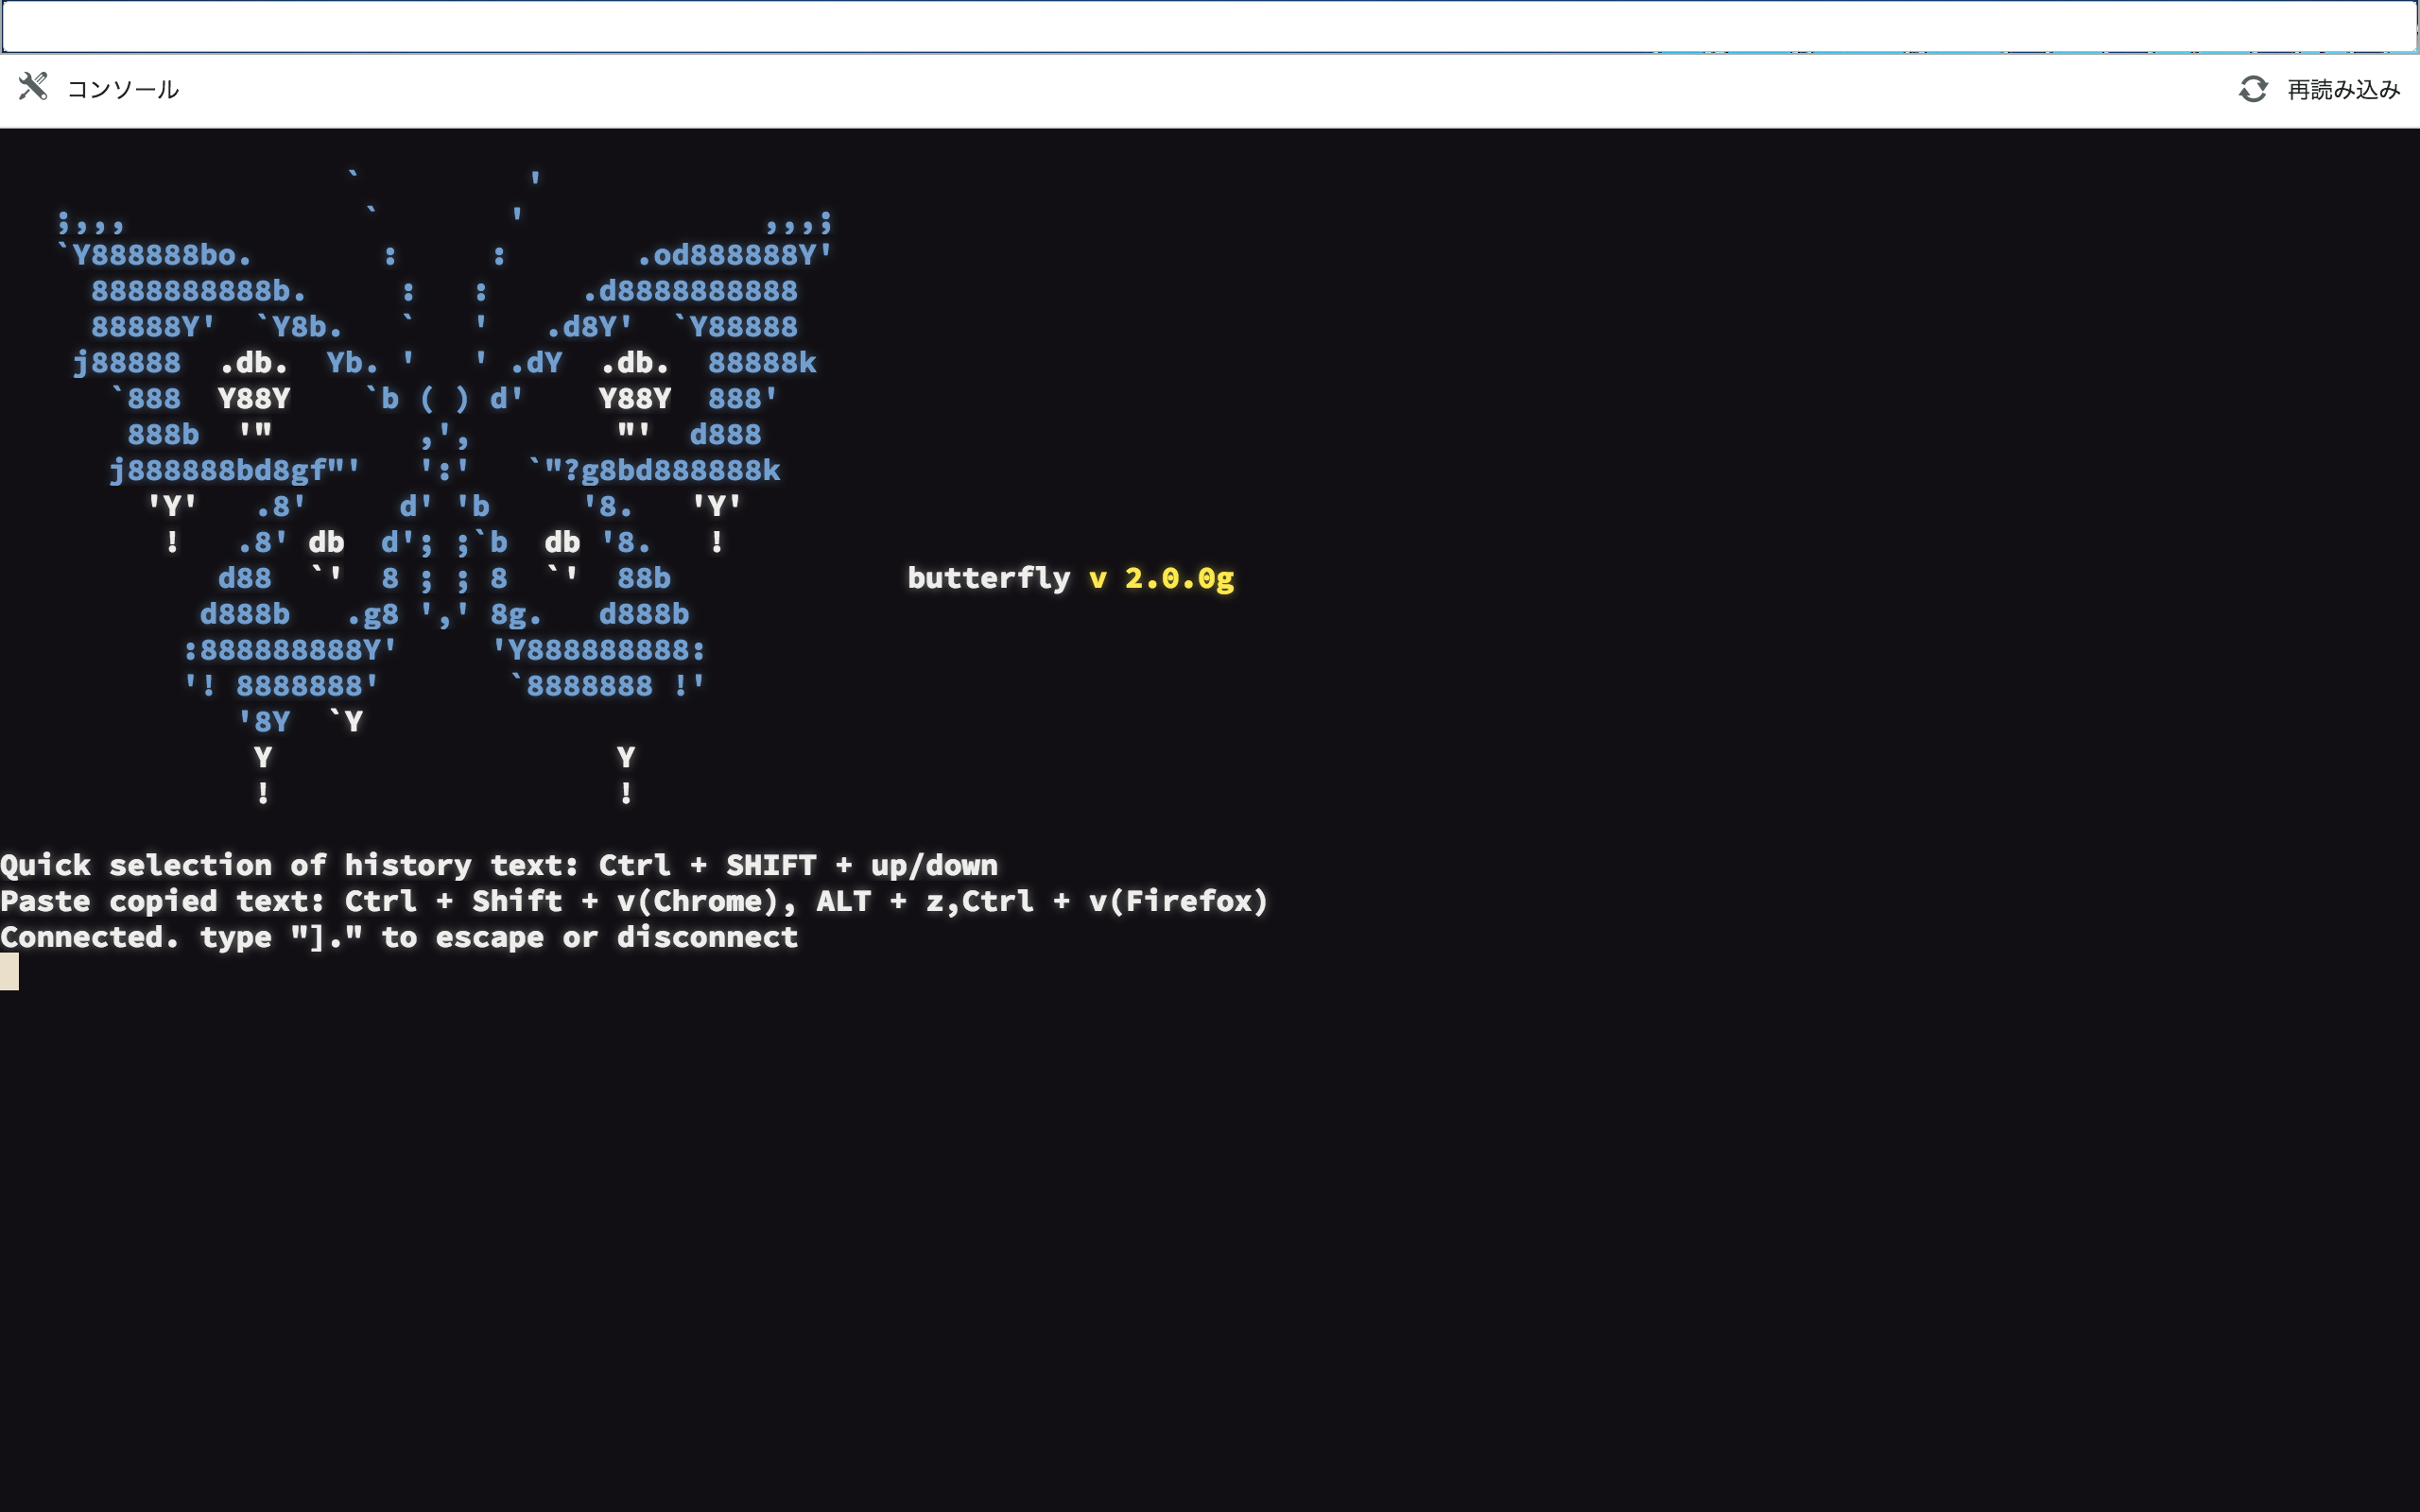 コンソール
再読み込み
` '
;,,, ` ' ,,,;
`Y888888bo. : : .od888888Y'
8888888888b. : : .d8888888888
88888Y' `Y8b. ` ' .d8Y' `Y88888
j88888 .db. Yb. ' ' .dY .db. 88888k
`888 Y88Y `b ( ) d' Y88Y 888'
888b '" ,', "' d888
j888888bd8gf"' ':' `"?g8bd888888k
'Y' .8' d' 'b '8. 'Y'
! .8' db d'; ;`b db '8. !
d88 `' 8 ; ; 8 `' 88b butterfly v 2.0.0g
d888b .g8 ',' 8g. d888b
:888888888Y' 'Y888888888:
'! 8888888' `8888888 !'
'8Y `Y
Y Y
! !
Quick selection of history text: Ctrl + SHIFT + up/down
Paste copied text: Ctrl + Shift + v(Chrome), ALT + z,Ctrl + v(Firefox)
Connected. type "]." to escape or disconnect